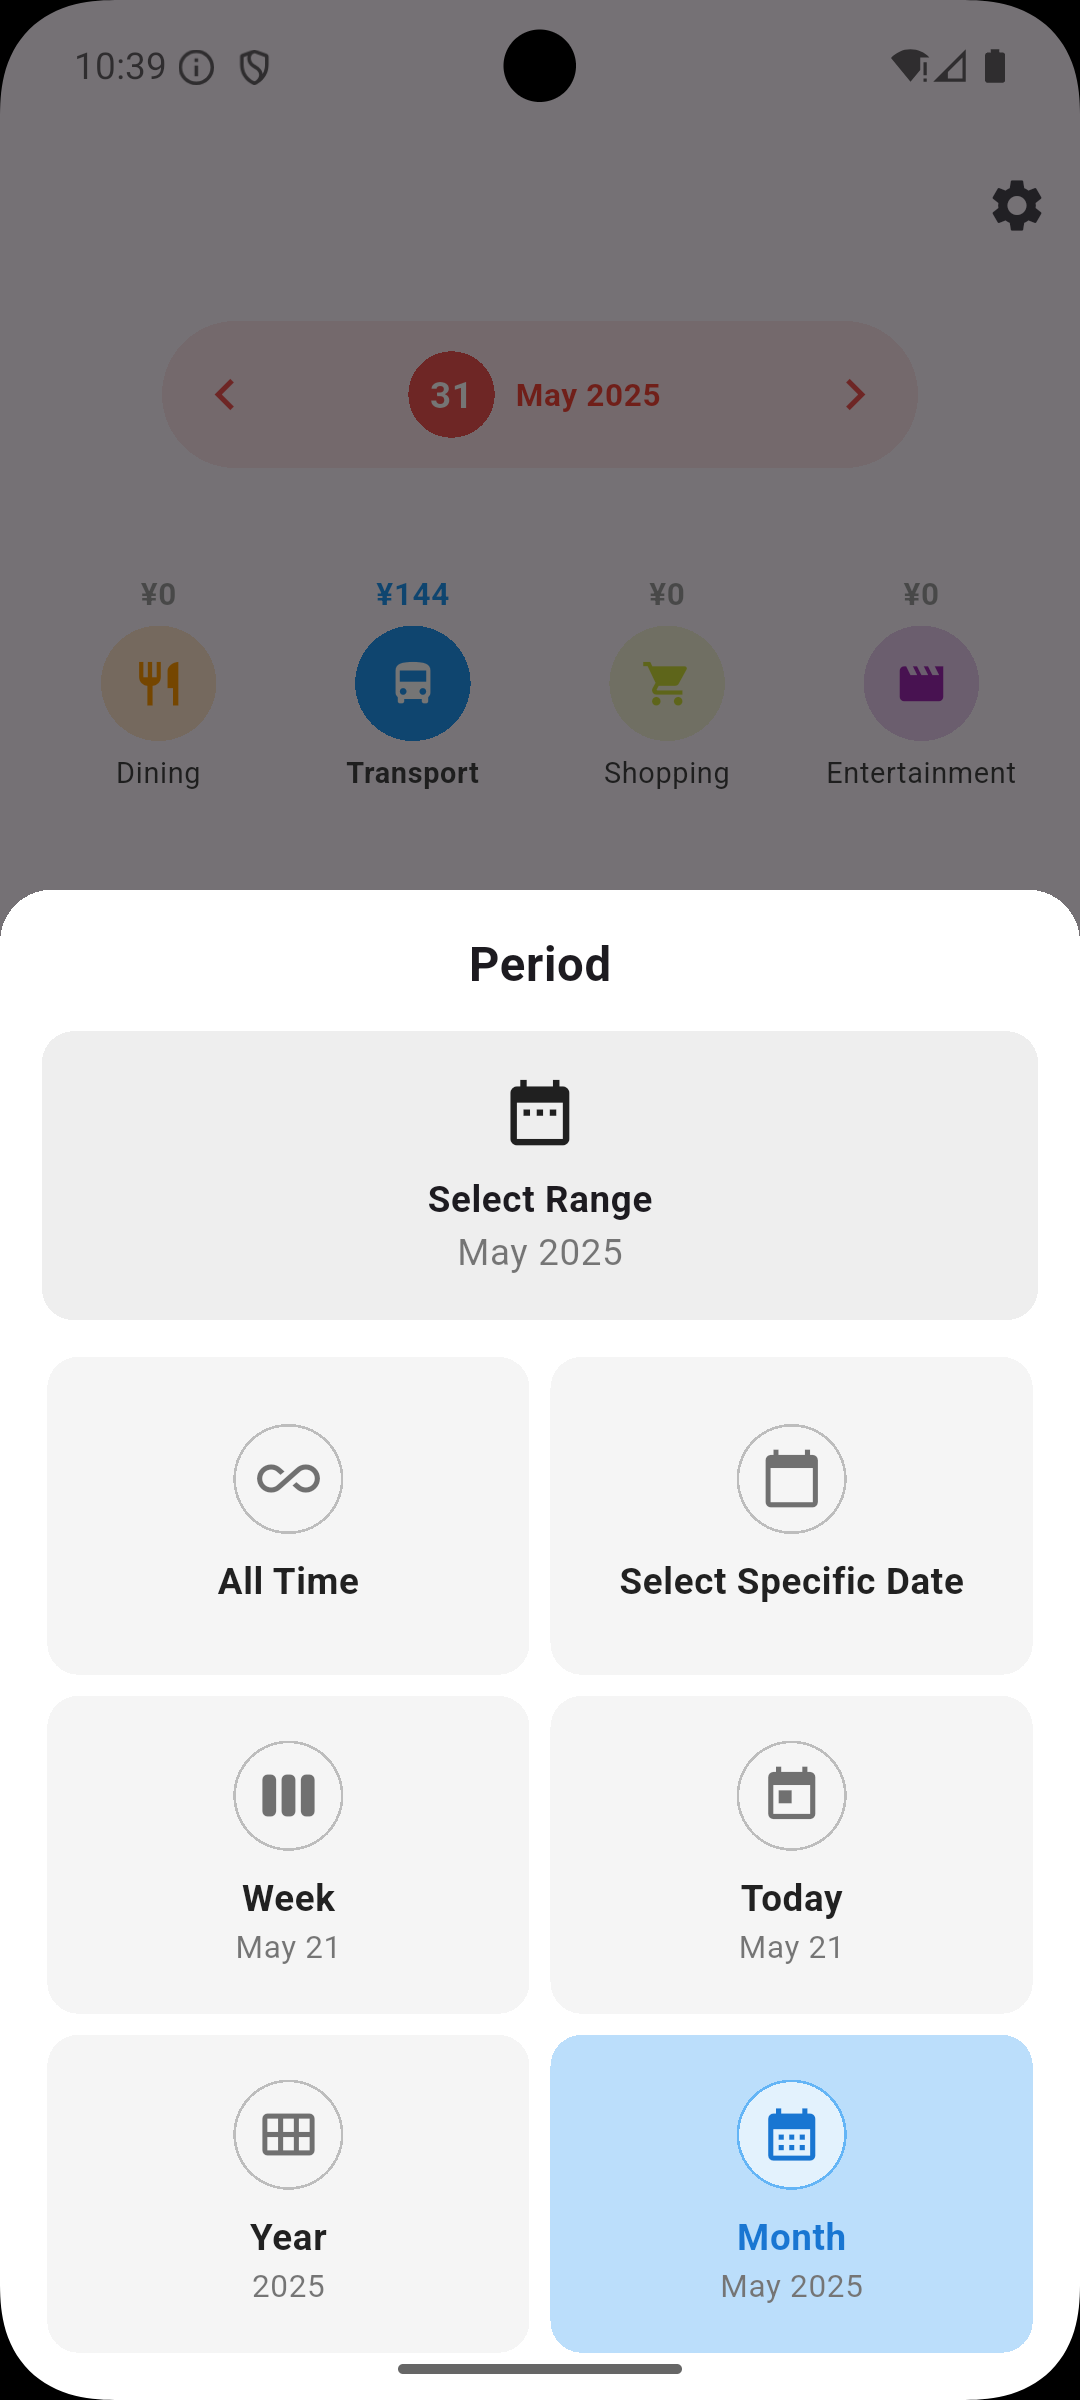 10:39
31 May 2025
¥0 ¥144 ¥0 ¥0
Dining Transport Shopping Entertainment
Period
Select Range
May 2025
All Time Select Specific Date
Week Today
May 21 May 21
Year Month
2025 May 2025